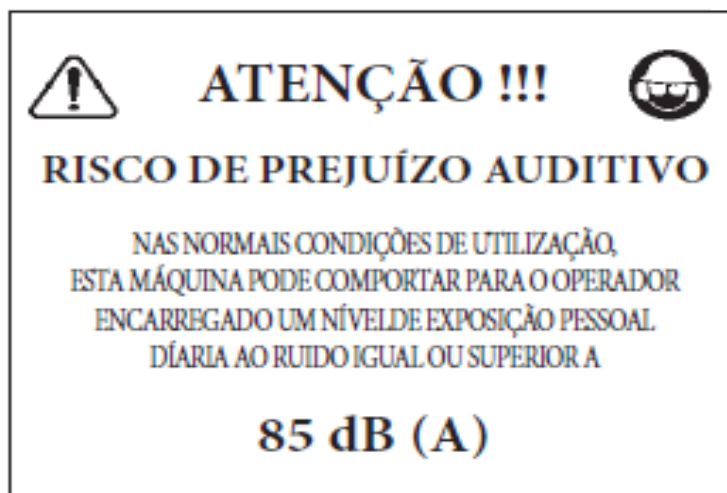 ATENÇÃO !!!
RISCO DE PREJUÍZO AUDITIVO
NAS NORMAIS CONDIÇÕES DE UTILIZAÇÃO,
ESTA MÁQUINA PODE COMPORTAR PARA O OPERADOR
ENCARREGADO UM NÍVELDE EXPOSIÇÃO PESSOAL
DÍARIA AO RUIDO IGUAL OU SUPERIOR A
85 dB (A)